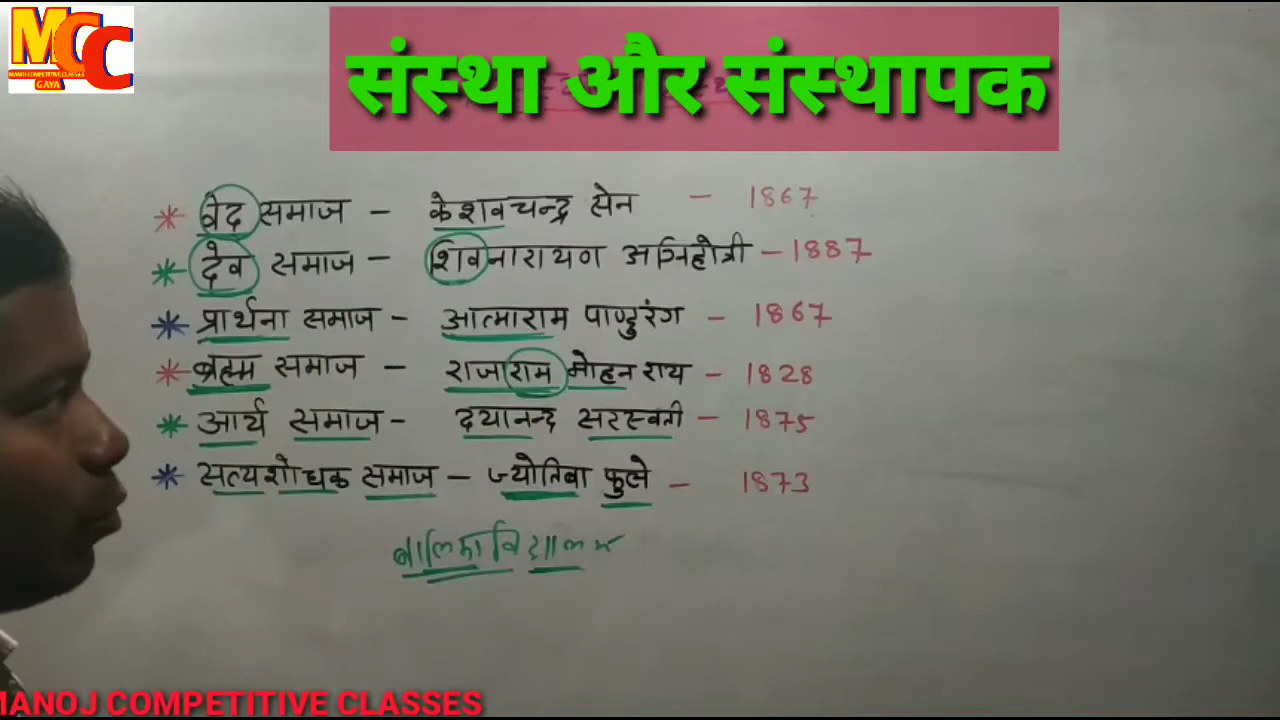 MCC
MANOJ COMPETITIVE CLASSES
GAYA
संस्था और संस्थापक
* वेद समाज - केशवचन्द्र सेन - 1867
* देव समाज - शिवनारायण अग्निहोत्री - 1887
* प्रार्थना समाज - आत्माराम पाण्डुरंग - 1867
* ब्रह्म समाज - राजाराम मोहन राय - 1828
* आर्य समाज - दयानन्द सरस्वती - 1875
* सत्यशोधक समाज - ज्योतिबा फुले - 1873
बालिका विद्यालय
MANOJ COMPETITIVE CLASSES